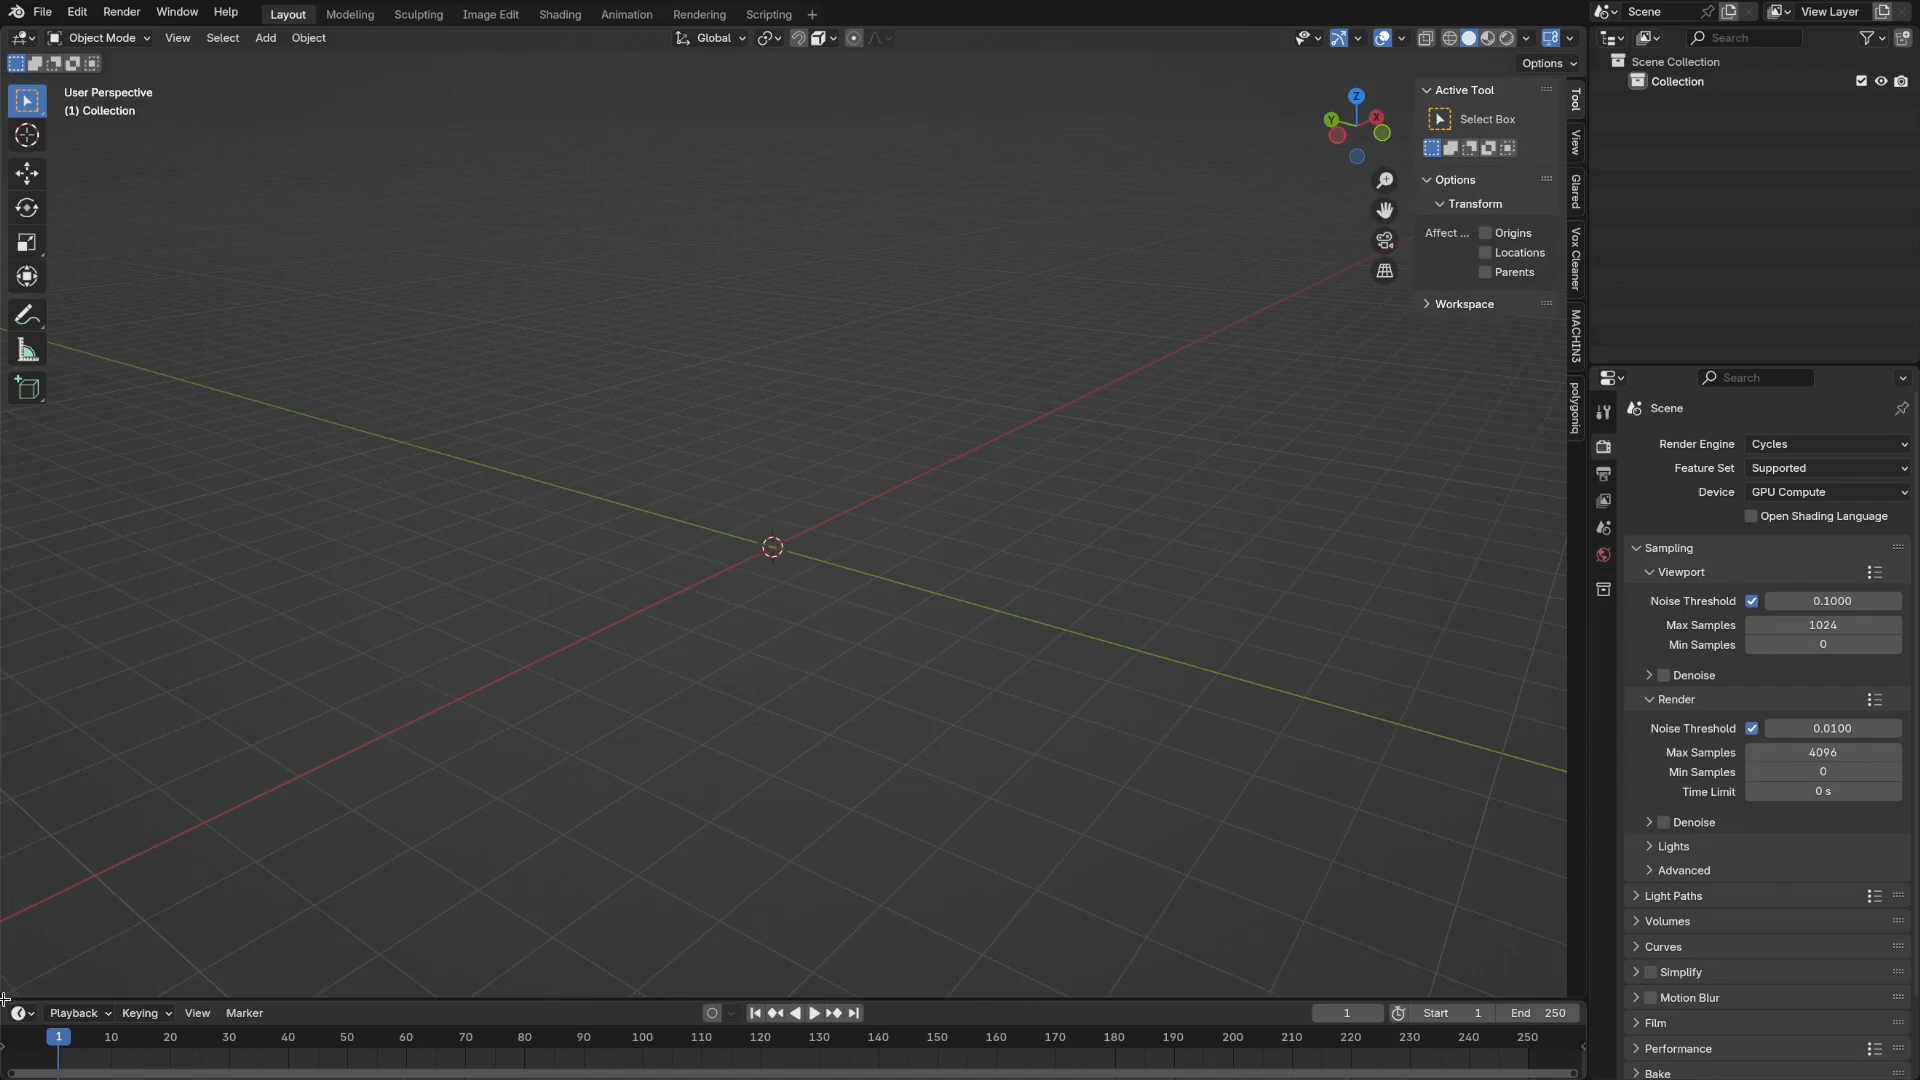 File Edit Render Window Help Layout Modeling Sculpting Image Edit Shading Animation Rendering Scripting + Scene View Layer
Object Mode View Select Add Object Global Search
Options
User Perspective
(1) Collection
Z
Y
X
Active Tool
Select Box
Options
Transform
Affect ... Origins
Locations
Parents
Workspace
Tool
View
Glared
Vox Cleaner
MACHIN3
polygoniq
Scene Collection
Collection
Search
Scene
Render Engine Cycles
Feature Set Supported
Device GPU Compute
Open Shading Language
Sampling
Viewport
Noise Threshold 0.1000
Max Samples 1024
Min Samples 0
Denoise
Render
Noise Threshold 0.0100
Max Samples 4096
Min Samples 0
Time Limit 0 s
Denoise
Lights
Advanced
Light Paths
Volumes
Curves
Simplify
Motion Blur
Film
Performance
Bake
Playback Keying View Marker 1 Start 1 End 250
1 10 20 30 40 50 60 70 80 90 100 110 120 130 140 150 160 170 180 190 200 210 220 230 240 250